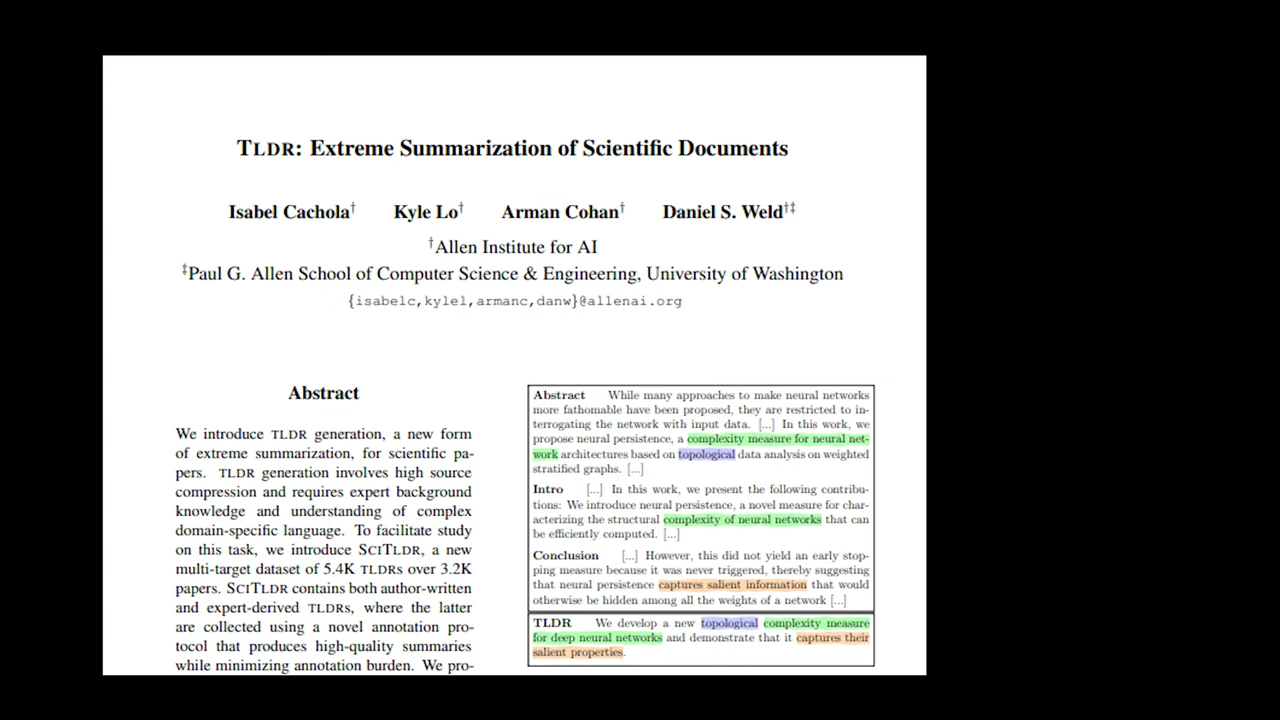 TLDR: Extreme Summarization of Scientific Documents
Isabel Cachola† Kyle Lo† Arman Cohan† Daniel S. Weld†‡
†Allen Institute for AI
‡Paul G. Allen School of Computer Science & Engineering, University of Washington
{isabelc,kylel,armanc,danw}@allenai.org
Abstract
We introduce TLDR generation, a new form
of extreme summarization, for scientific pa-
pers. TLDR generation involves high source
compression and requires expert background
knowledge and understanding of complex
domain-specific language. To facilitate study
on this task, we introduce SCITLDR, a new
multi-target dataset of 5.4K TLDRs over 3.2K
papers. SCITLDR contains both author-written
and expert-derived TLDRs, where the latter
are collected using a novel annotation pro-
tocol that produces high-quality summaries
while minimizing annotation burden. We pro-
Abstract While many approaches to make neural networks
more fathomable have been proposed, they are restricted to in-
terrogating the network with input data. [...] In this work, we
propose neural persistence, a complexity measure for neural net-
work architectures based on topological data analysis on weighted
stratified graphs. [...]
Intro [...] In this work, we present the following contribu-
tions: We introduce neural persistence, a novel measure for char-
acterizing the structural complexity of neural networks that can
be efficiently computed. [...]
Conclusion [...] However, this did not yield an early stop-
ping measure because it was never triggered, thereby suggesting
that neural persistence captures salient information that would
otherwise be hidden among all the weights of a network [...]
TLDR We develop a new topological complexity measure
for deep neural networks and demonstrate that it captures their
salient properties.